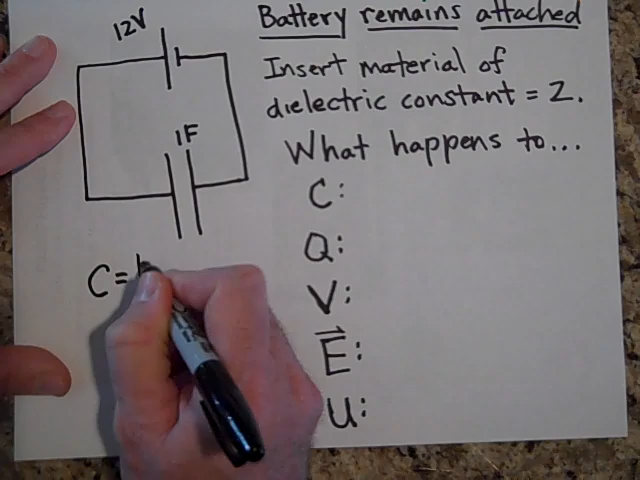 Battery remains attached
12V
Insert material of
dielectric constant = 2.
1F
What happens to...
C:
Q:
V:
E:
U:
C=